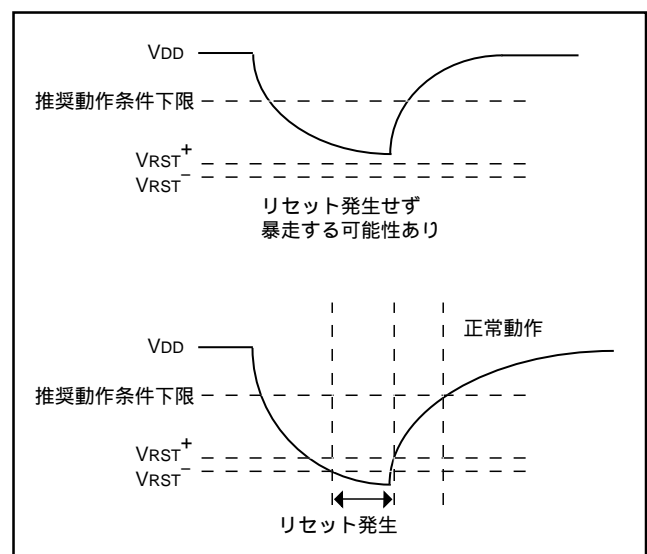 VDD
推奨動作条件下限
VRST+
VRST−
リセット発生せず
暴走する可能性あり
正常動作
VDD
推奨動作条件下限
VRST+
VRST−
リセット発生